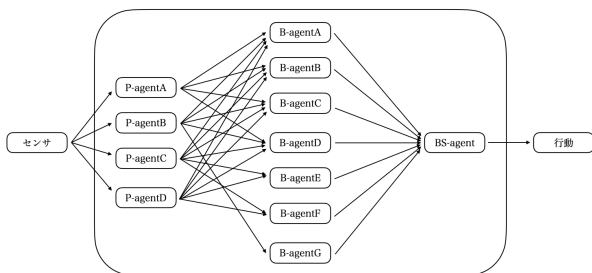 センサ
P-agentA
P-agentB
P-agentC
P-agentD
B-agentA
B-agentB
B-agentC
B-agentD
B-agentE
B-agentF
B-agentG
BS-agent
行動